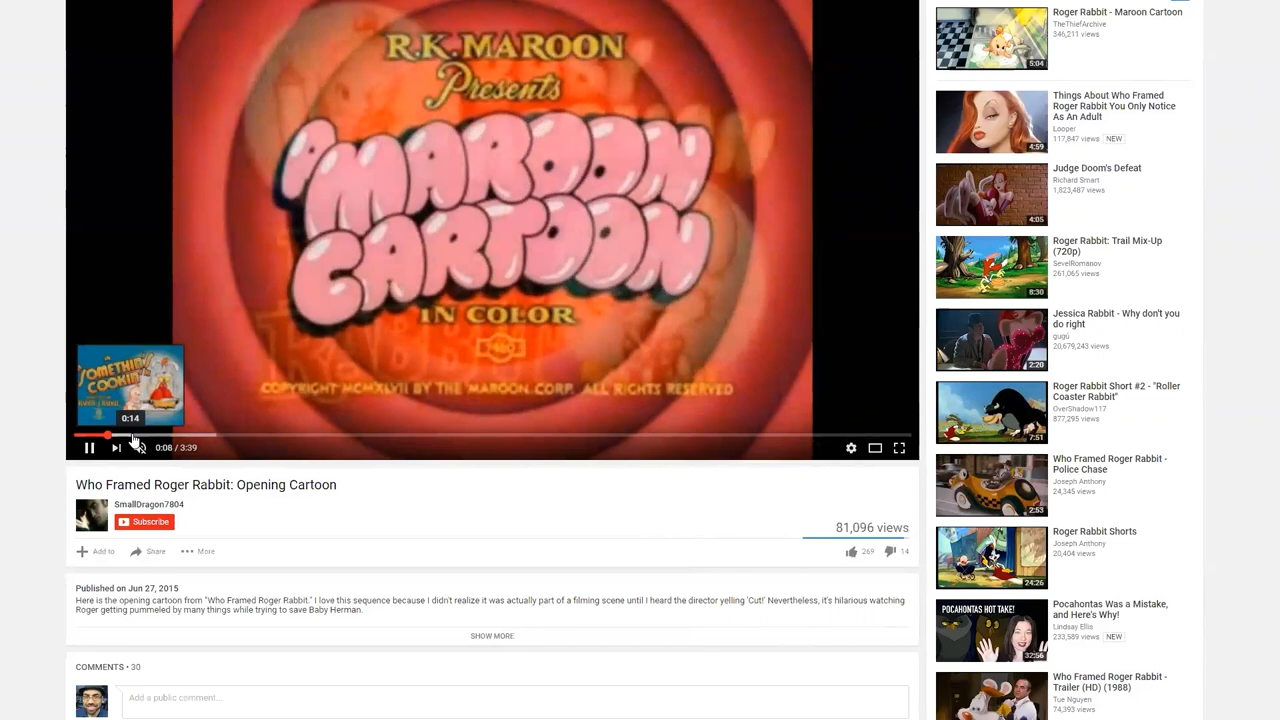 R.K. MAROON
Presents
MAROON
CARTOON
IN COLOR
COPYRIGHT MCMXLVII BY THE MAROON CORP. ALL RIGHTS RESERVED
SOMETHIN'S
COOKIN'
0:14
0:08 / 3:39
Who Framed Roger Rabbit: Opening Cartoon
SmallDragon7804
Subscribe
81,096 views
Add to
Share
More
269
14
Published on Jun 27, 2015
Here is the opening cartoon from "Who Framed Roger Rabbit." I love this sequence because I didn't realize it was actually part of a filming scene until I heard the director yelling 'Cut!' Nevertheless, it's hilarious watching
Roger getting pummeled by many things while trying to save Baby Herman.
SHOW MORE
COMMENTS • 30
Add a public comment...
Roger Rabbit - Maroon Cartoon
TheThiefArchive
346,211 views
5:04
Things About Who Framed
Roger Rabbit You Only Notice
As An Adult
Looper
117,847 views NEW
4:59
Judge Doom's Defeat
Richard Smart
1,823,487 views
4:05
Roger Rabbit: Trail Mix-Up
(720p)
SevelRomanov
261,065 views
8:30
Jessica Rabbit - Why don't you
do right
gugú
20,679,243 views
2:20
Roger Rabbit Short #2 - "Roller
Coaster Rabbit"
OverShadow117
877,295 views
7:51
Who Framed Roger Rabbit -
Police Chase
Joseph Anthony
24,345 views
2:53
Roger Rabbit Shorts
Joseph Anthony
20,404 views
24:26
POCAHONTAS HOT TAKE!
Pocahontas Was a Mistake,
and Here's Why!
Lindsay Ellis
233,589 views NEW
32:56
Who Framed Roger Rabbit -
Trailer (HD) (1988)
Tue Nguyen
74,393 views